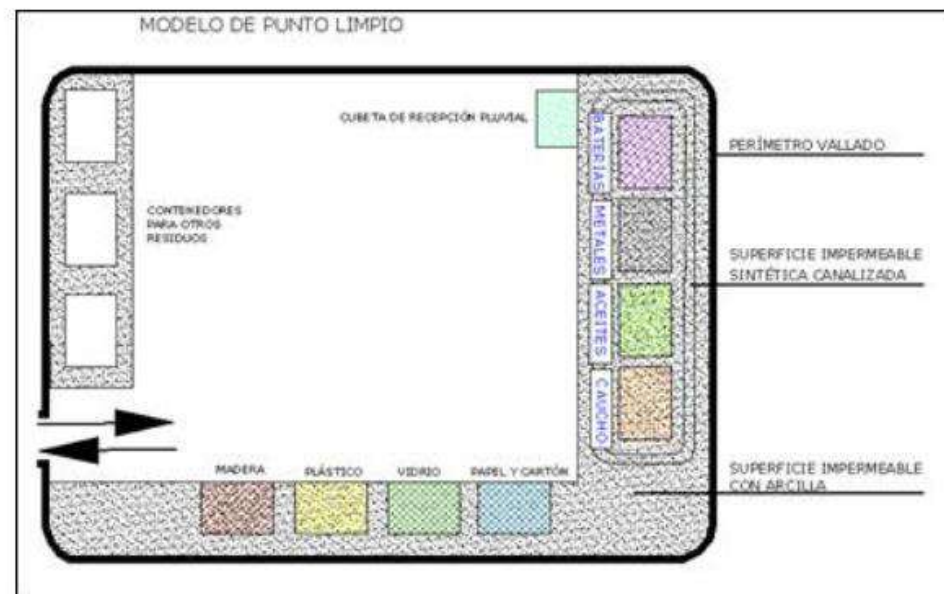 MODELO DE PUNTO LIMPIO
CUBETA DE RECEPCIÓN PLUVIAL
BATERIAS
PERÍMETRO VALLADO
CONTENEDORES
PARA OTROS
RESIDUOS
METALES
SUPERFICIE IMPERMEABLE
SINTÉTICA CANALIZADA
ACEITES
CAUCHO
MADERA
PLÁSTICO
VIDRIO
PAPEL Y CARTÓN
SUPERFICIE IMPERMEABLE
CON ARCILLA